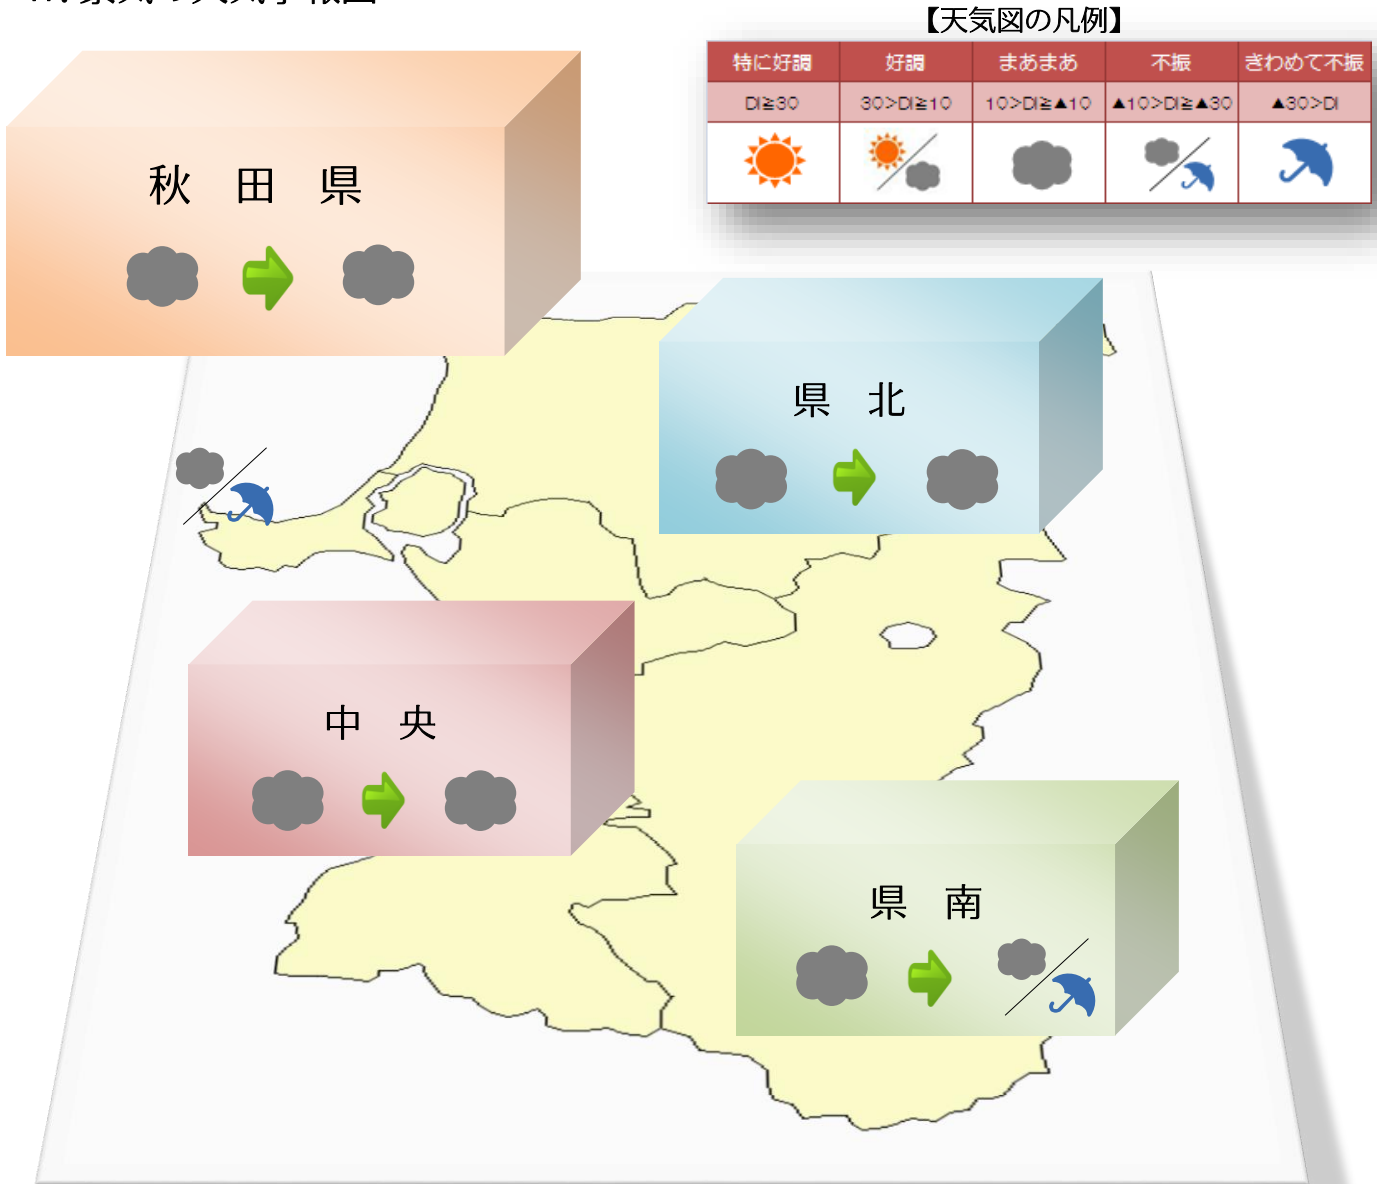 【天気図の凡例】
特に好調 好調 まあまあ 不振 きわめて不振
DI≧30 30>DI≧10 10>DI≧▲10 ▲10>DI≧▲30 ▲30>DI
秋 田 県
県 北
中 央
県 南